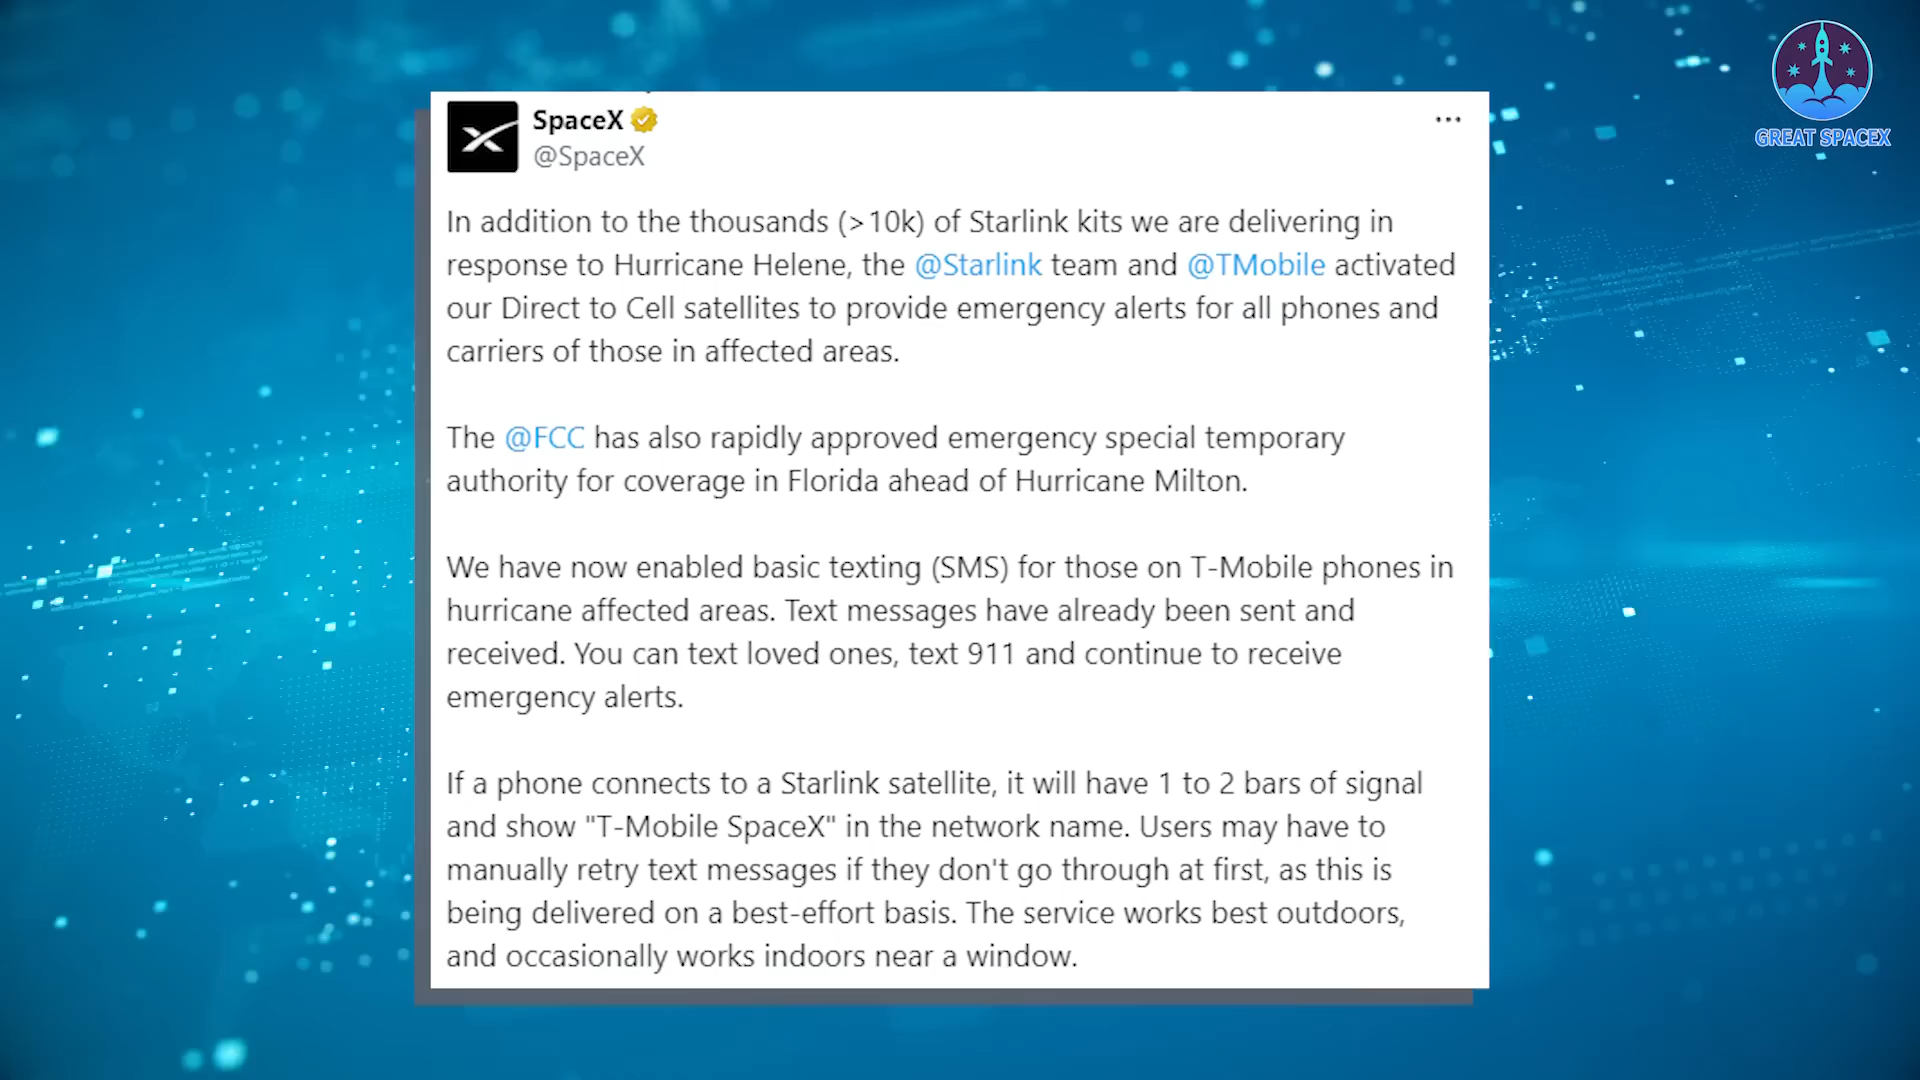 GREAT SPACEX
SpaceX
@SpaceX
In addition to the thousands (>10k) of Starlink kits we are delivering in
response to Hurricane Helene, the @Starlink team and @TMobile activated
our Direct to Cell satellites to provide emergency alerts for all phones and
carriers of those in affected areas.
The @FCC has also rapidly approved emergency special temporary
authority for coverage in Florida ahead of Hurricane Milton.
We have now enabled basic texting (SMS) for those on T-Mobile phones in
hurricane affected areas. Text messages have already been sent and
received. You can text loved ones, text 911 and continue to receive
emergency alerts.
If a phone connects to a Starlink satellite, it will have 1 to 2 bars of signal
and show "T-Mobile SpaceX" in the network name. Users may have to
manually retry text messages if they don't go through at first, as this is
being delivered on a best-effort basis. The service works best outdoors,
and occasionally works indoors near a window.